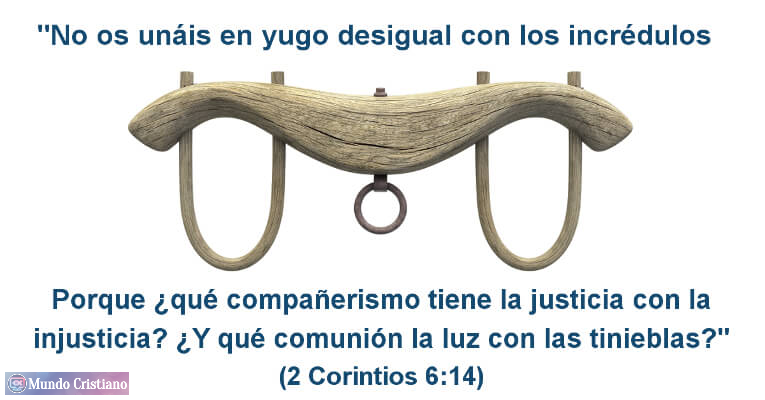 "No os unáis en yugo desigual con los incrédulos
Porque ¿qué compañerismo tiene la justicia con la
injusticia? ¿Y qué comunión la luz con las tinieblas?"
(2 Corintios 6:14)
Mundo Cristiano